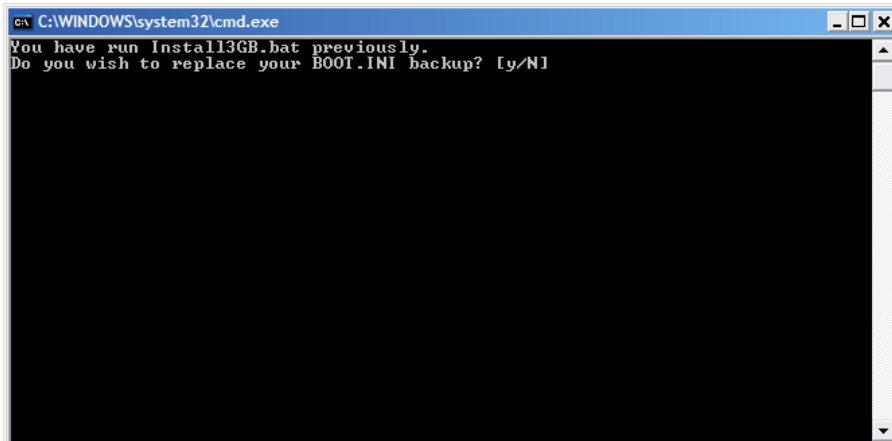 C:\WINDOWS\system32\cmd.exe
You have run Install3GB.bat previously.
Do you wish to replace your BOOT.INI backup? [y/N]